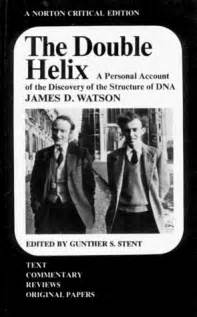 A NORTON CRITICAL EDITION
The Double
Helix A Personal Account
of the Discovery of the Structure of DNA
JAMES D. WATSON
EDITED BY GUNTHER S. STENT
TEXT
COMMENTARY
REVIEWS
ORIGINAL PAPERS